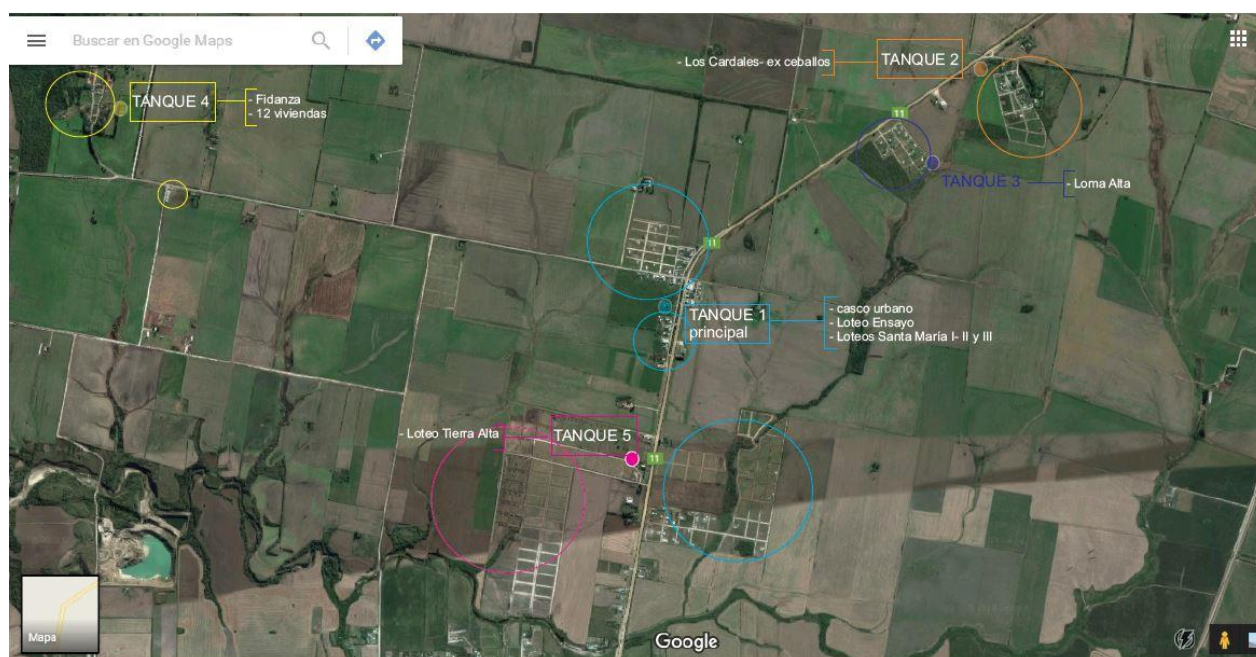 Buscar en Google Maps
- Los Cardales- ex ceballos
TANQUE 2
TANQUE 4
- Fidanza
- 12 viviendas
11
TANQUE 3
- Loma Alta
11
TANQUE 1
principal
- casco urbano
- Loteo Ensayo
- Loteos Santa María I- II y III
- Loteo Tierra Alta
TANQUE 5
11
Mapa
Google